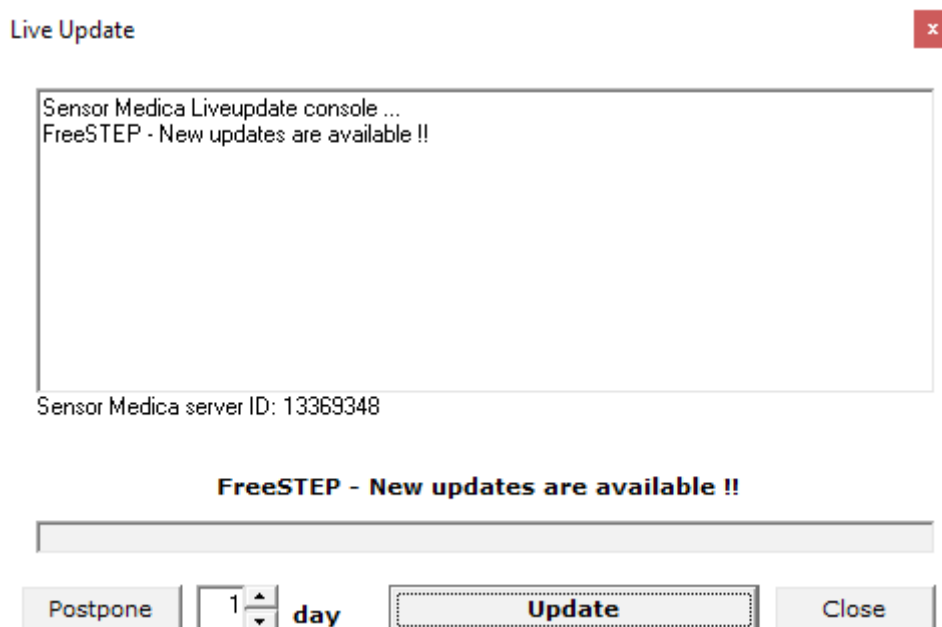 Live Update
x
Sensor Medica Liveupdate console ...
FreeSTEP - New updates are available !!
Sensor Medica server ID: 13369348
FreeSTEP - New updates are available !!
Postpone 1 day Update Close